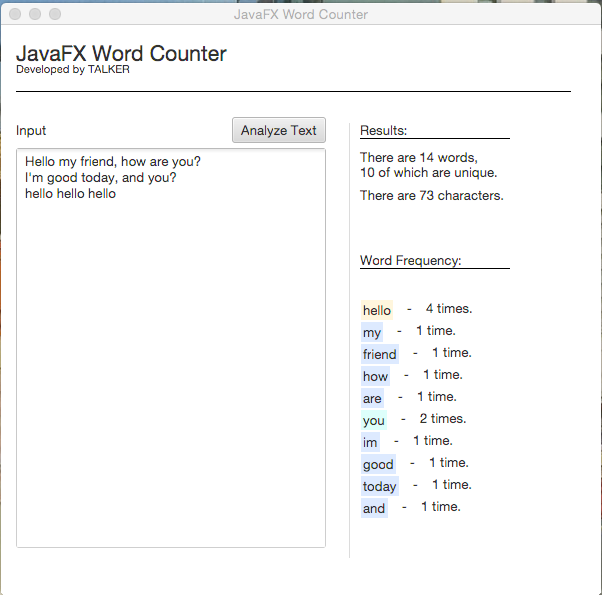 JavaFX Word Counter
JavaFX Word Counter
Developed by TALKER
Input
Analyze Text
Hello my friend, how are you?
I'm good today, and you?
hello hello hello
Results:
There are 14 words,
10 of which are unique.
There are 73 characters.
Word Frequency:
hello - 4 times.
my - 1 time.
friend - 1 time.
how - 1 time.
are - 1 time.
you - 2 times.
im - 1 time.
good - 1 time.
today - 1 time.
and - 1 time.